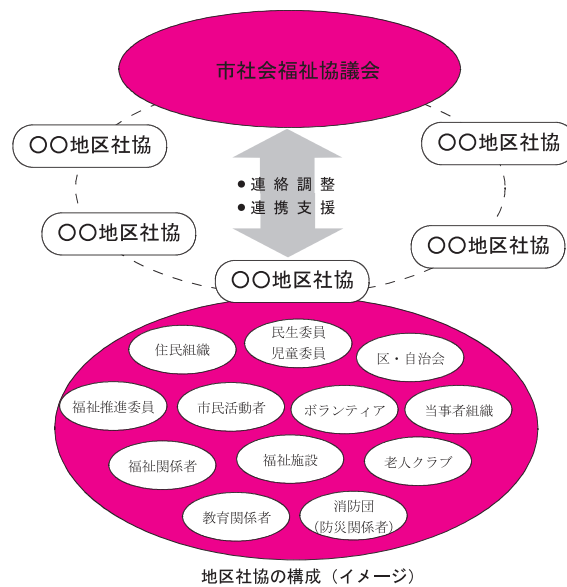 市社会福祉協議会
〇〇地区社協
〇〇地区社協
●連絡調整
●連携支援
〇〇地区社協
〇〇地区社協
〇〇地区社協
住民組織
民生委員
児童委員
区・自治会
福祉推進委員
市民活動者
ボランティア
当事者組織
福祉関係者
福祉施設
老人クラブ
教育関係者
消防団
(防災関係者)
地区社協の構成（イメージ）